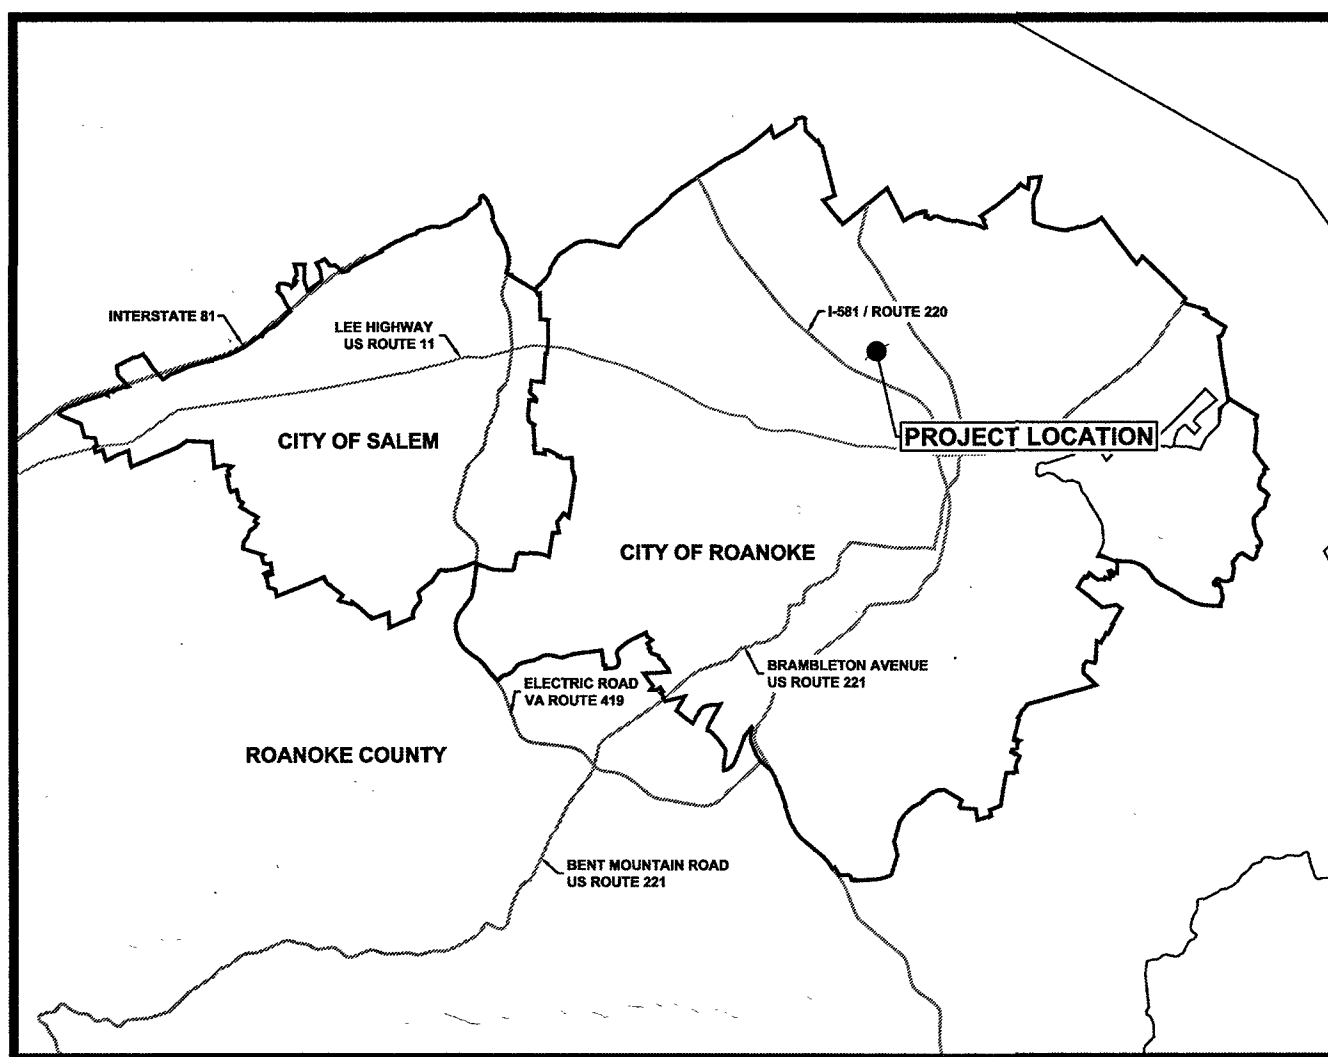 INTERSTATE 81
LEE HIGHWAY
US ROUTE 11
I-581 / ROUTE 220
CITY OF SALEM
PROJECT LOCATION
CITY OF ROANOKE
BRAMBLETON AVENUE
US ROUTE 221
ELECTRIC ROAD
VA ROUTE 419
ROANOKE COUNTY
BENT MOUNTAIN ROAD
US ROUTE 221